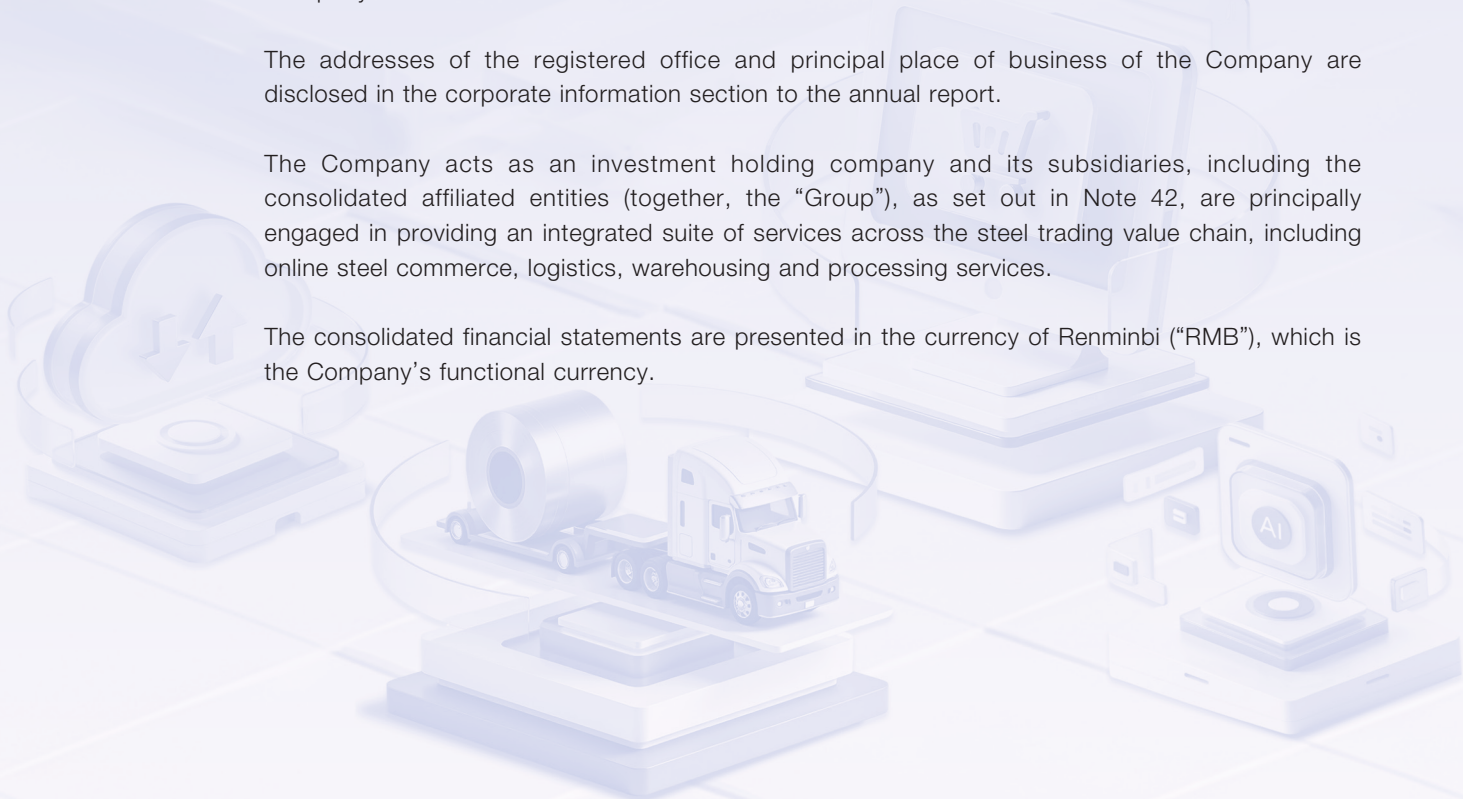 The addresses of the registered office and principal place of business of the Company are
disclosed in the corporate information section to the annual report.
The Company acts as an investment holding company and its subsidiaries, including the
consolidated affiliated entities (together, the “Group”), as set out in Note 42, are principally
engaged in providing an integrated suite of services across the steel trading value chain, including
online steel commerce, logistics, warehousing and processing services.
The consolidated financial statements are presented in the currency of Renminbi (“RMB”), which is
the Company’s functional currency.
AI